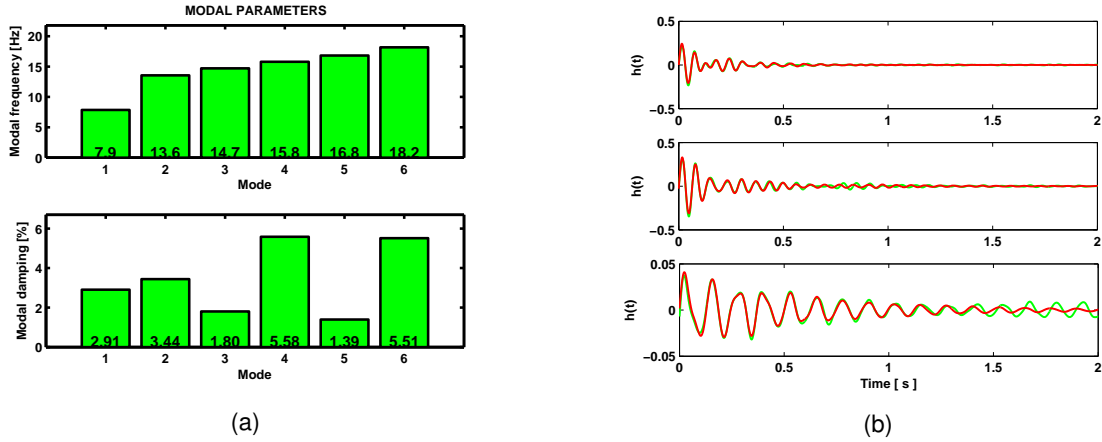 MODAL PARAMETERS
Modal frequency [Hz]
20
15
10
5
0
7.9 13.6 14.7 15.8 16.8 18.2
1 2 3 4 5 6
Mode
Modal damping [%]
6
4
2
0
2.91 3.44 1.80 5.58 1.39 5.51
1 2 3 4 5 6
Mode
(a)
h(t)
0.5
0
−0.5
0 0.5 1 1.5 2
h(t)
0.5
0
−0.5
0 0.5 1 1.5 2
h(t)
0.05
0
−0.05
0 0.5 1 1.5 2
Time [ s ]
(b)